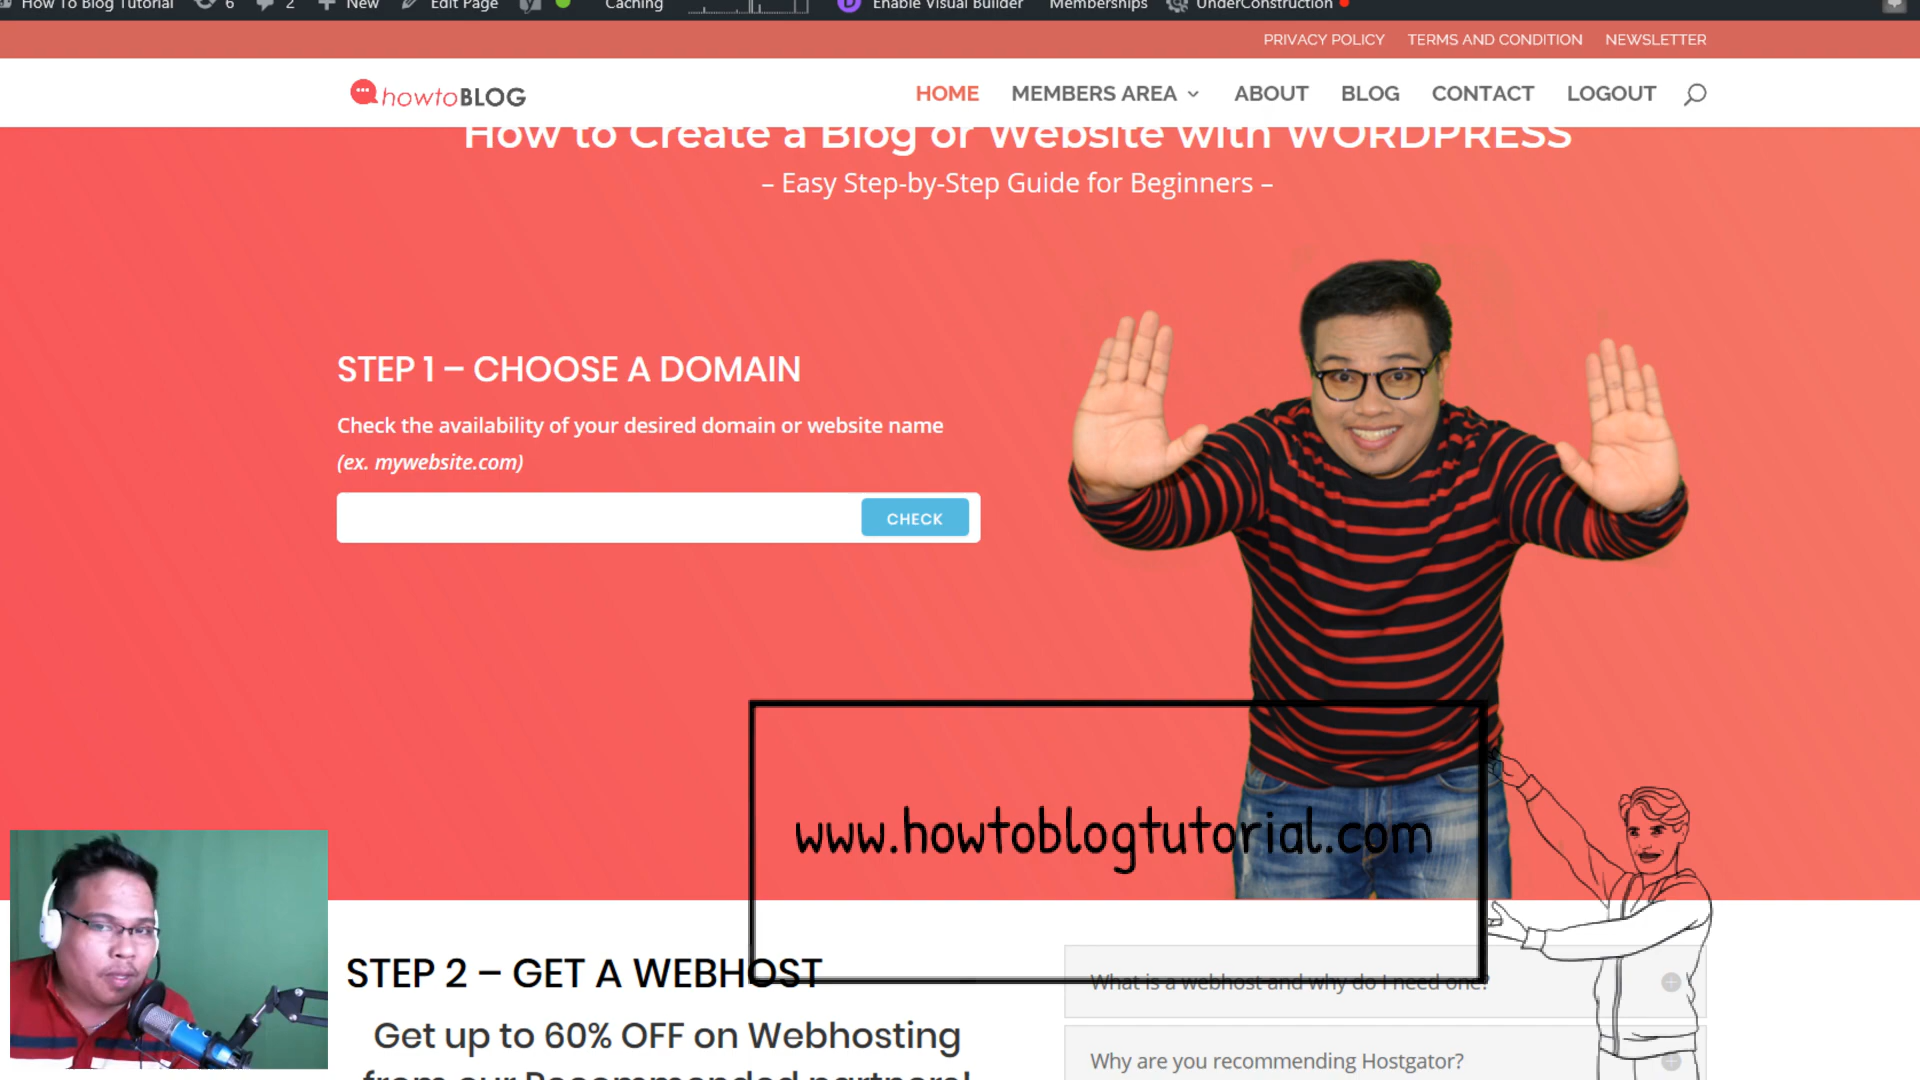 How To Blog Tutorial 6 2 New Edit Page Caching Enable Visual Builder Memberships UnderConstruction
PRIVACY POLICY TERMS AND CONDITION NEWSLETTER
howtoBLOG HOME MEMBERS AREA ABOUT BLOG CONTACT LOGOUT
How to Create a Blog or Website with WORDPRESS
– Easy Step-by-Step Guide for Beginners –
STEP 1 – CHOOSE A DOMAIN
Check the availability of your desired domain or website name
(ex. mywebsite.com)
CHECK
www.howtoblogtutorial.com
STEP 2 – GET A WEBHOST
Get up to 60% OFF on Webhosting
from our Recommended partners!
What is a webhost and why do I need one?
Why are you recommending Hostgator?